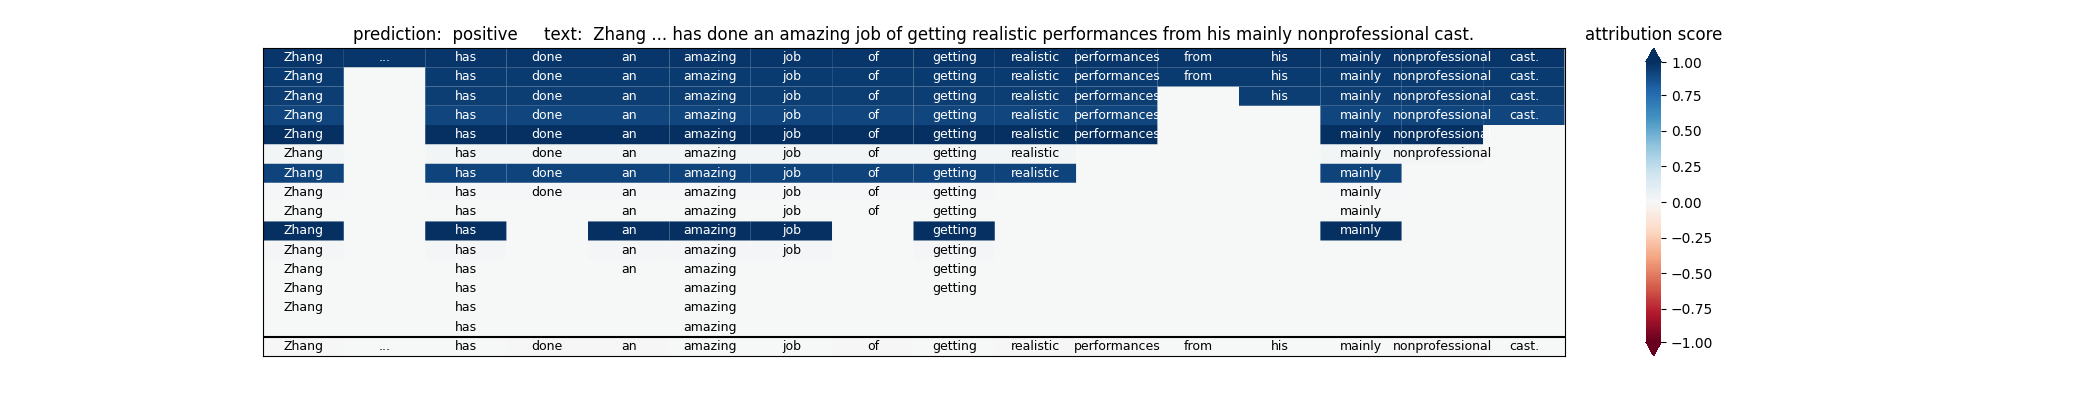 prediction:  positive     text:  Zhang ... has done an amazing job of getting realistic performances from his mainly nonprofessional cast.     attribution score
Zhang ... has done an amazing job of getting realistic performances from his mainly nonprofessional cast.
Zhang has done an amazing job of getting realistic performances from his mainly nonprofessional cast.
Zhang has done an amazing job of getting realistic performances his mainly nonprofessional cast.
Zhang has done an amazing job of getting realistic performances mainly nonprofessional cast.
Zhang has done an amazing job of getting realistic performances mainly nonprofessional
Zhang has done an amazing job of getting realistic mainly nonprofessional
Zhang has done an amazing job of getting realistic mainly
Zhang has done an amazing job of getting mainly
Zhang has an amazing job of getting mainly
Zhang has an amazing job getting mainly
Zhang has an amazing job getting
Zhang has an amazing getting
Zhang has amazing getting
Zhang has amazing
has amazing
Zhang ... has done an amazing job of getting realistic performances from his mainly nonprofessional cast.
1.00
0.75
0.50
0.25
0.00
−0.25
−0.50
−0.75
−1.00